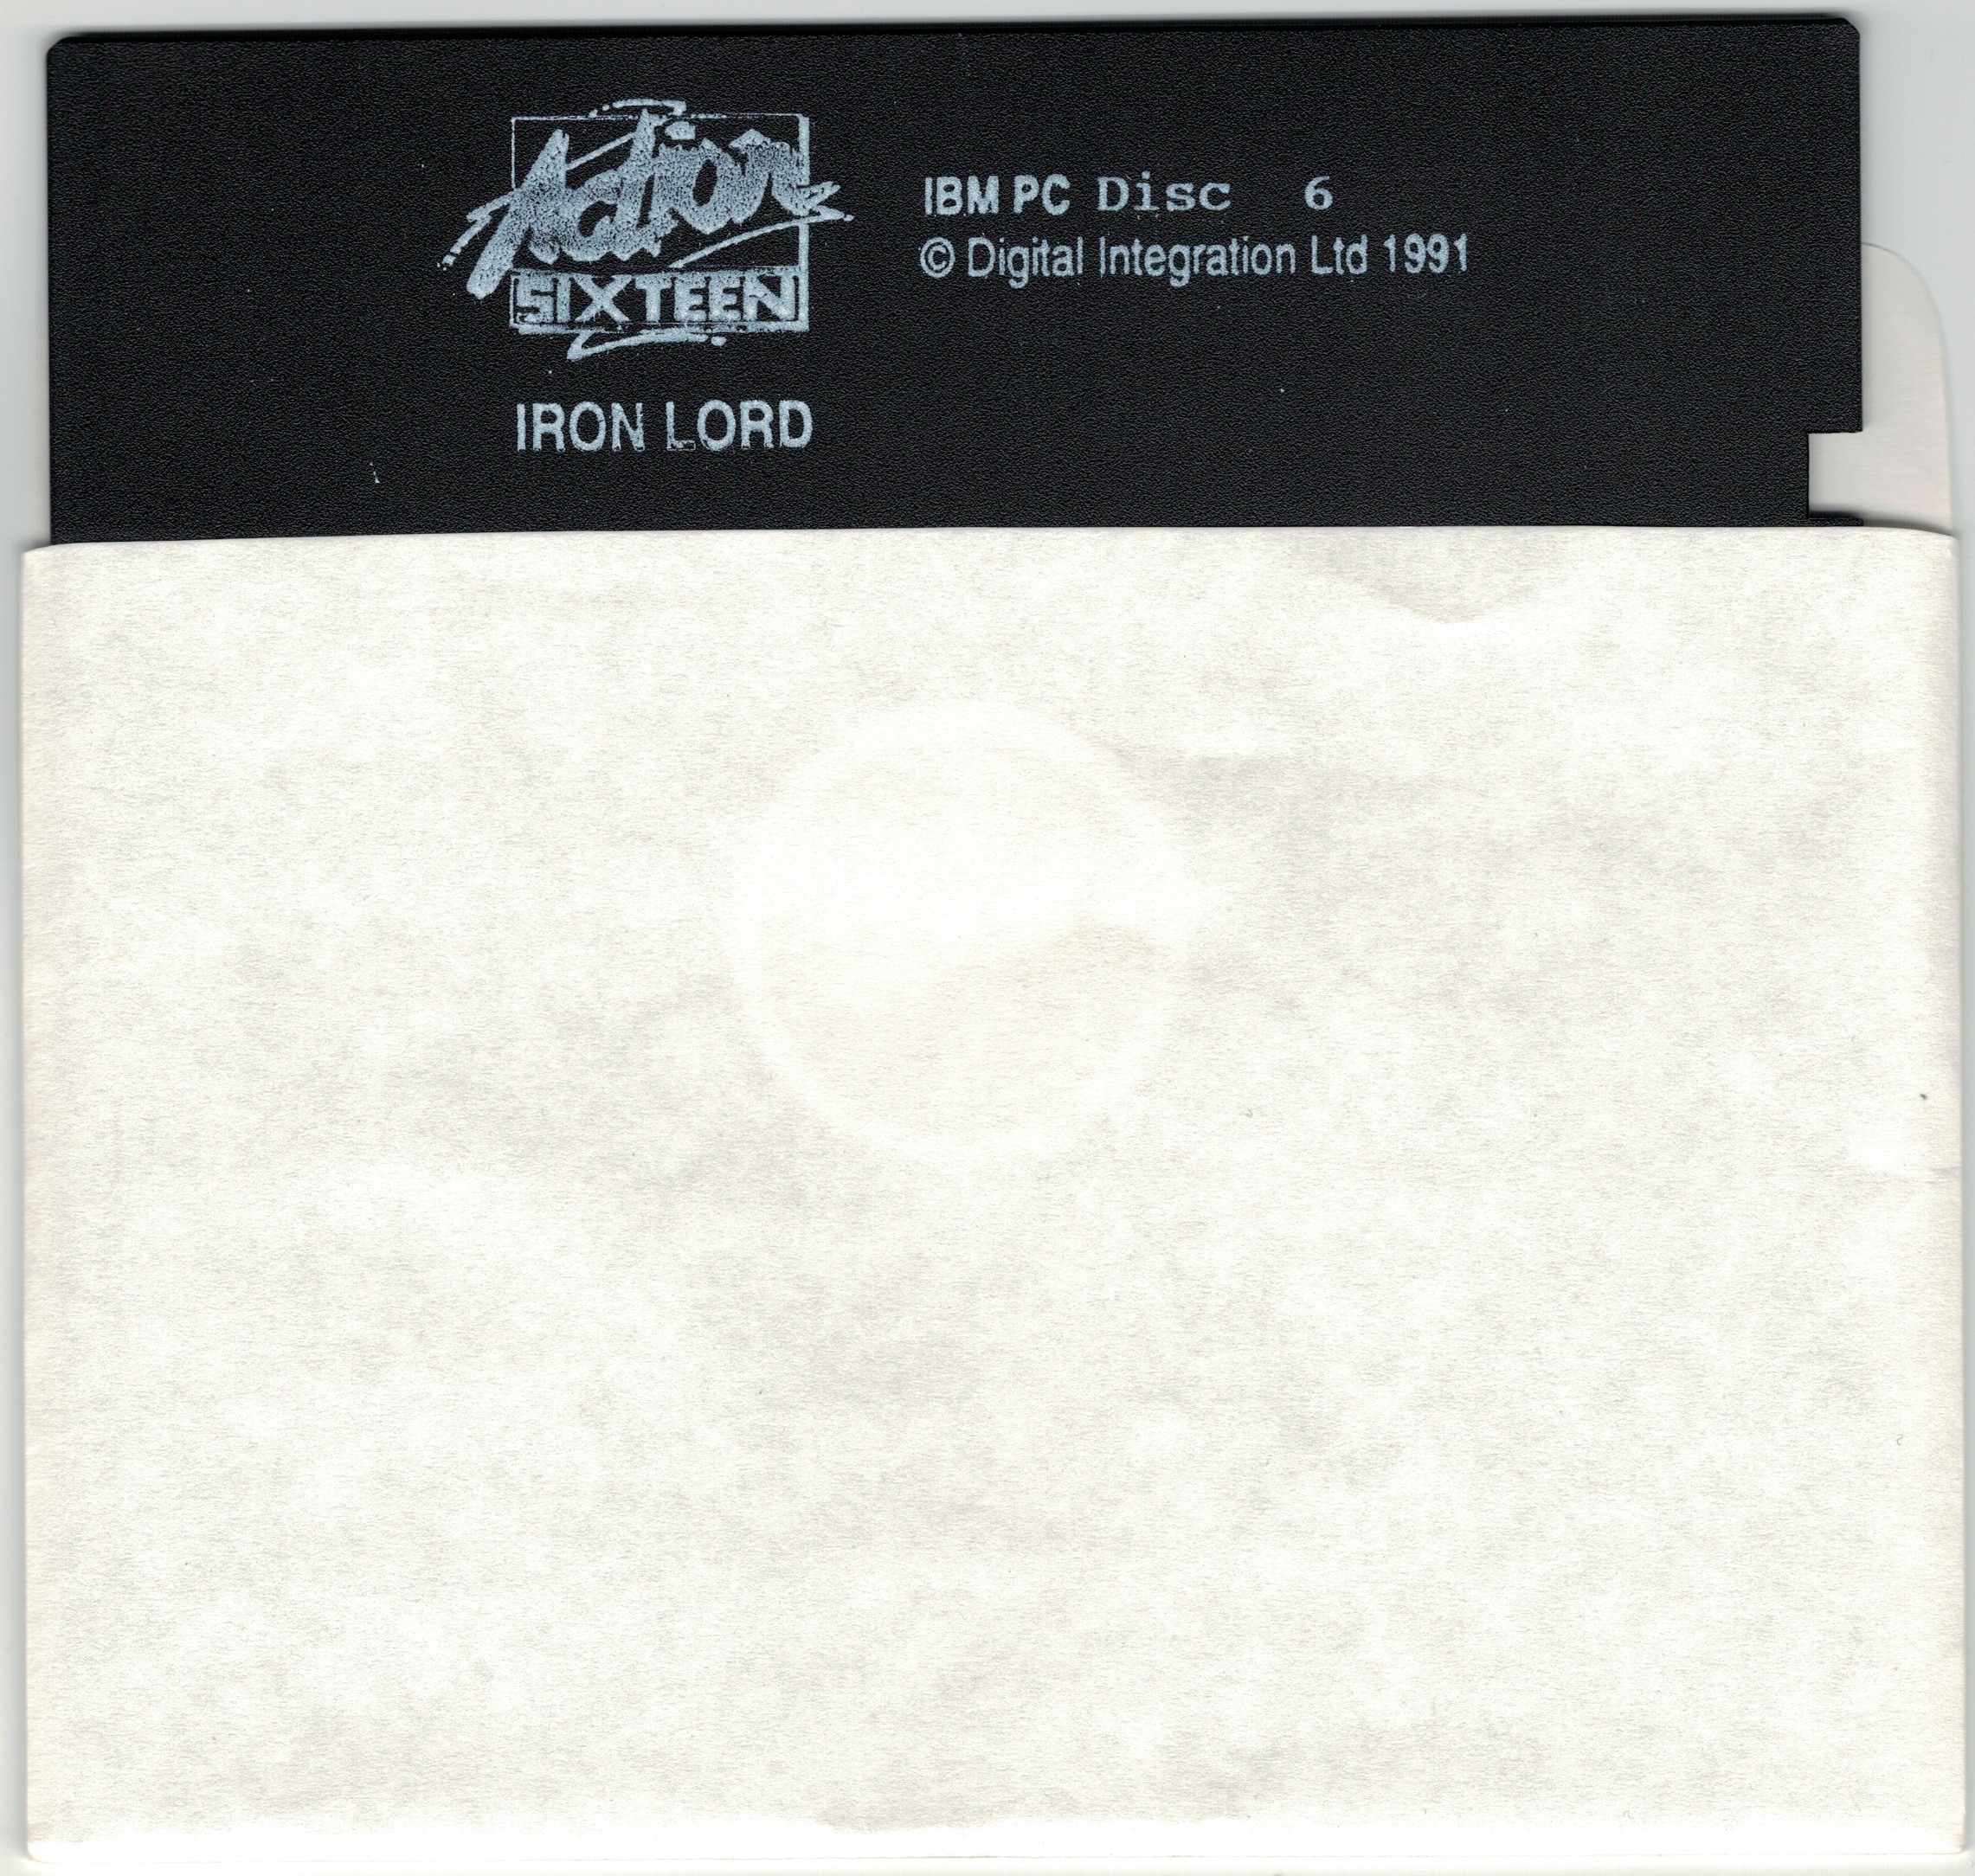 Action
SIXTEEN
IBM PC Disc 6
© Digital Integration Ltd 1991
IRON LORD